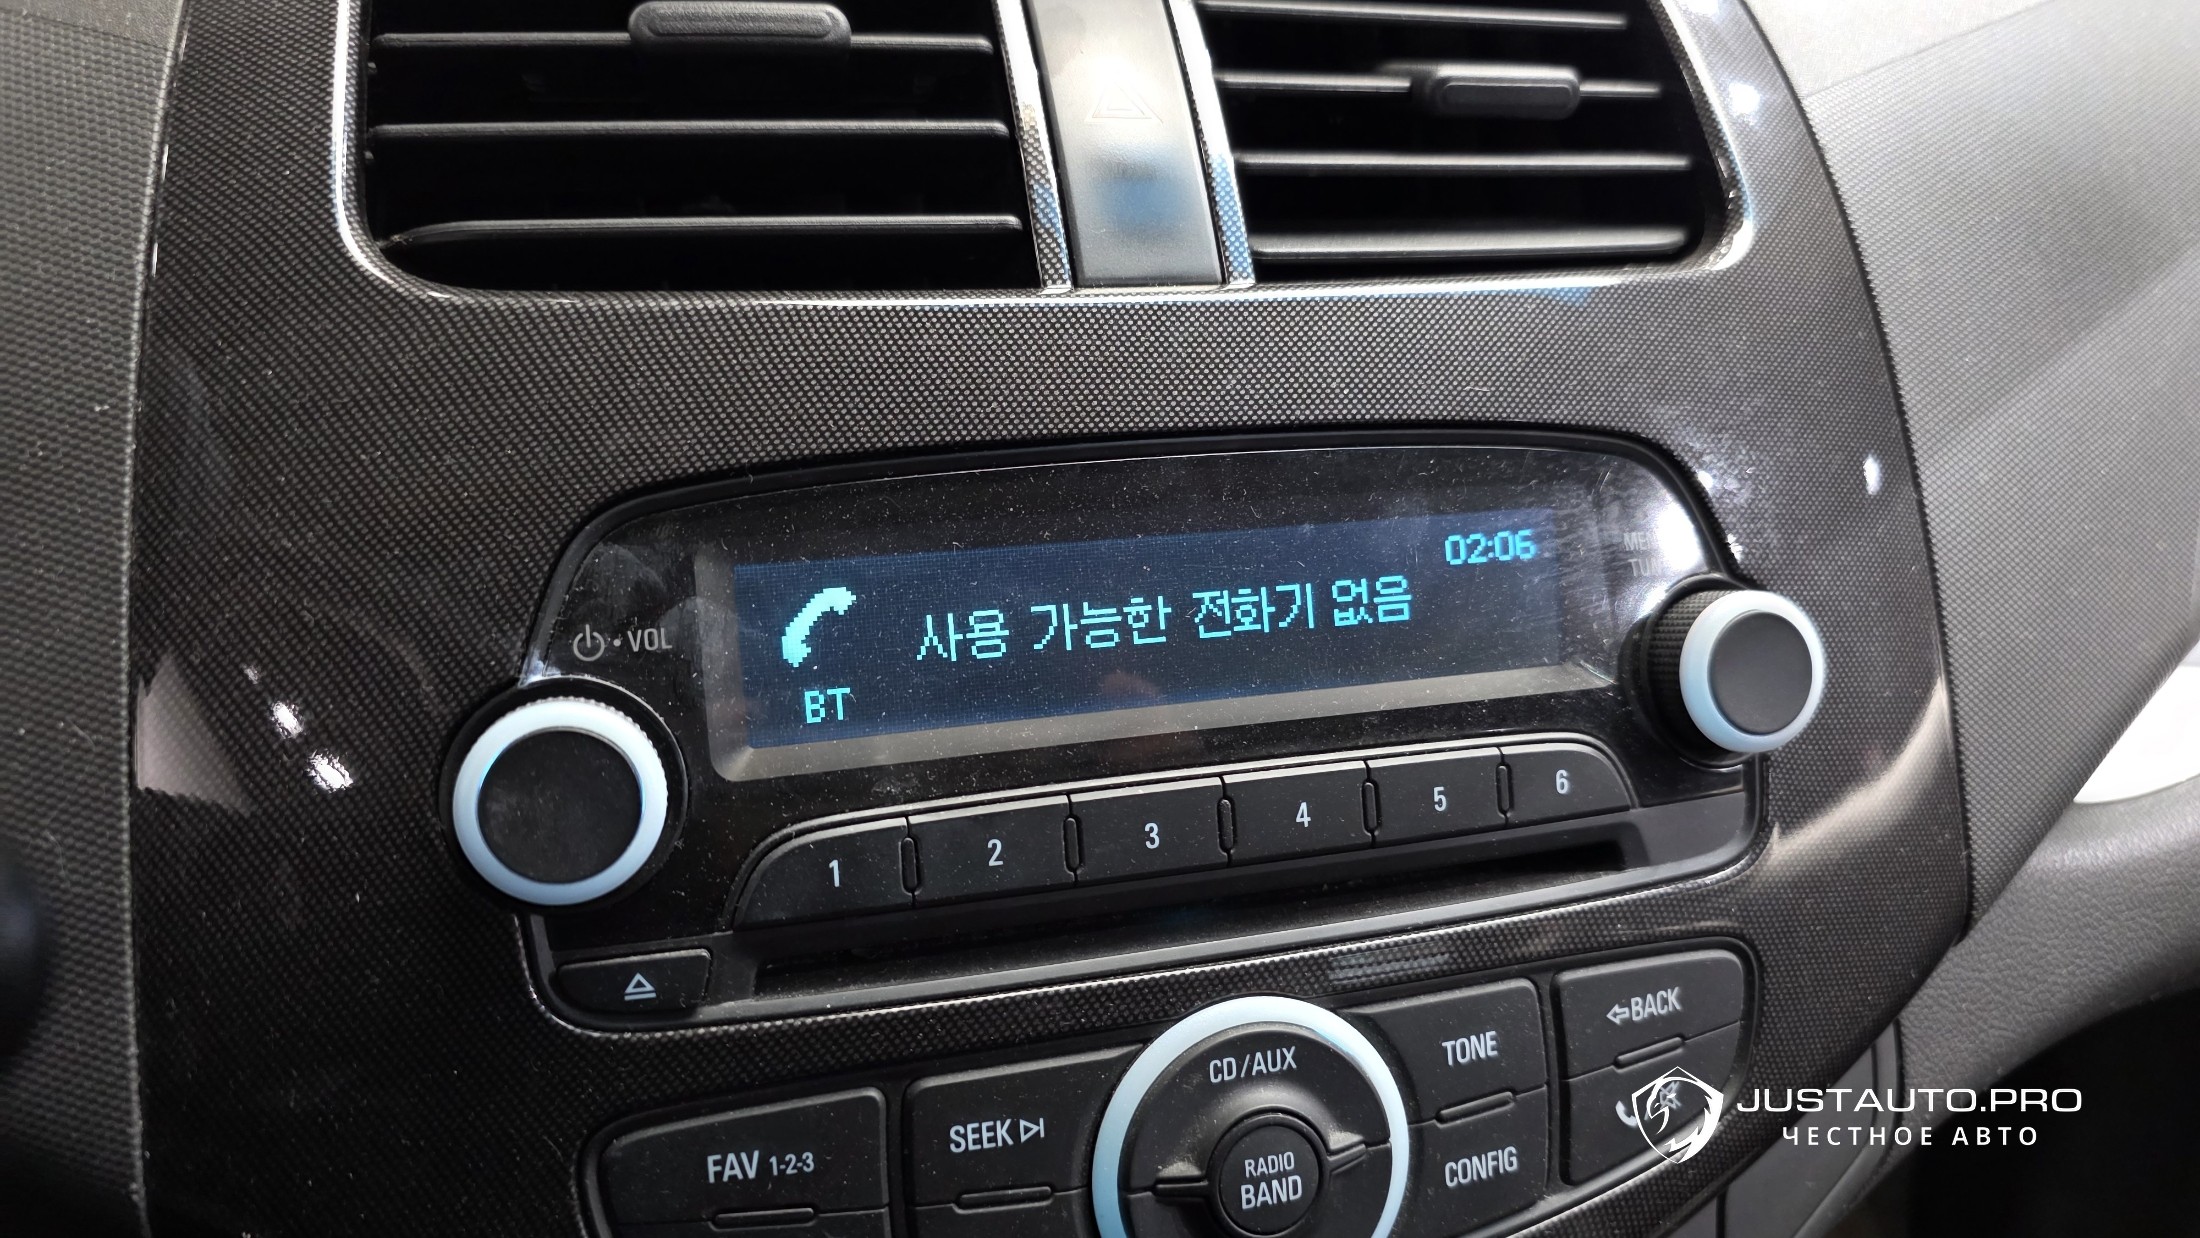 02:06
사용 가능한 전화기 없음
BT
VOL
1 2 3 4 5 6
BACK
CD/AUX
TONE
SEEK
FAV 1-2-3
RADIO
BAND
CONFIG
JUSTAUTO.PRO
ЧЕСТНОЕ АВТО